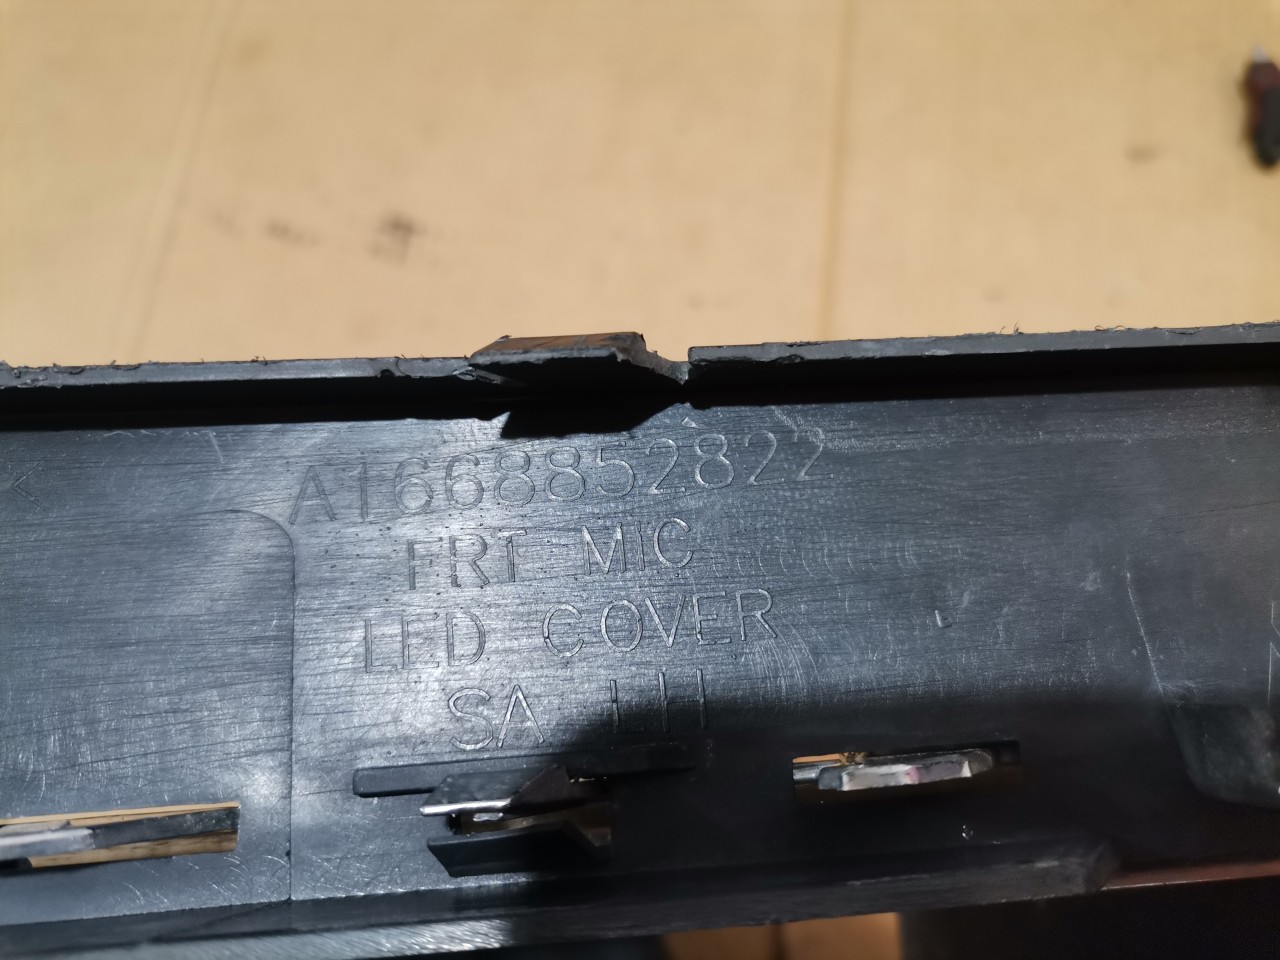 A1668852822
FRT MIC
LED COVER
SA LH